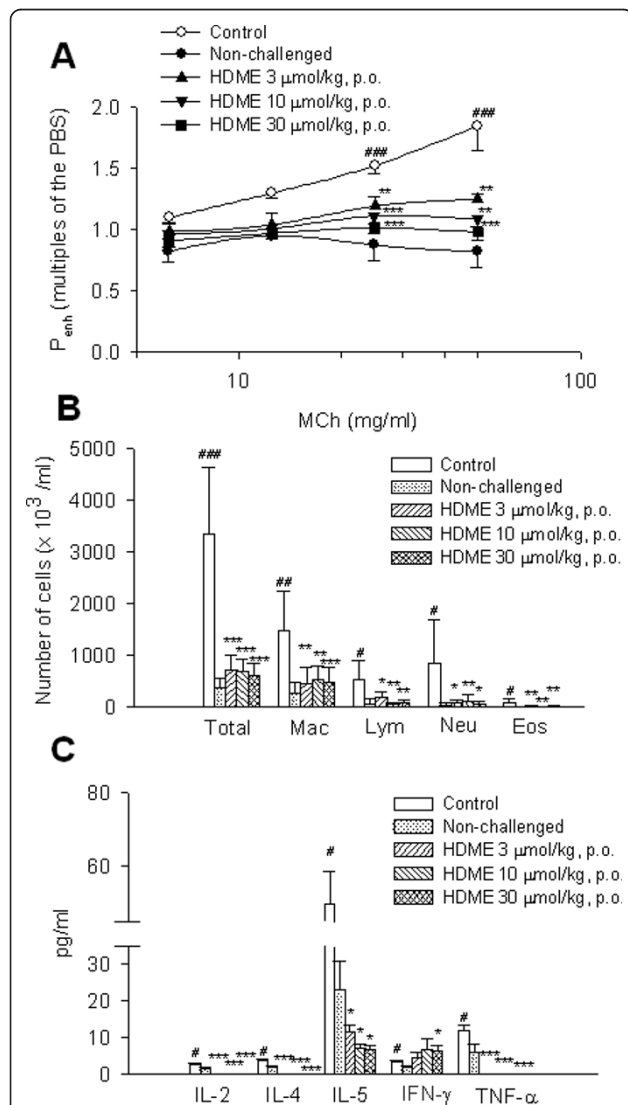 A
Control
Non-challenged
HDME 3 μmol/kg, p.o.
HDME 10 μmol/kg, p.o.
HDME 30 μmol/kg, p.o.
2.0
1.5
1.0
0.5
0.0
Penh (multiples of the PBS)
###
###
**
**
***
**
***
***
10
100
MCh (mg/ml)
B
5000
4000
3000
2000
1000
0
Number of cells (x 10³ /ml)
Control
Non-challenged
HDME 3 μmol/kg, p.o.
HDME 10 μmol/kg, p.o.
HDME 30 μmol/kg, p.o.
###
***
***
***
##
**
**
***
#
*
**
**
#
*
**
*
#
**
**
**
Total Mac Lym Neu Eos
C
80
60
30
20
10
0
pg/ml
Control
Non-challenged
HDME 3 μmol/kg, p.o.
HDME 10 μmol/kg, p.o.
HDME 30 μmol/kg, p.o.
#
***
***
***
#
***
***
***
#
*
*
*
#
*
#
***
***
***
IL-2 IL-4 IL-5 IFN-γ TNF-α